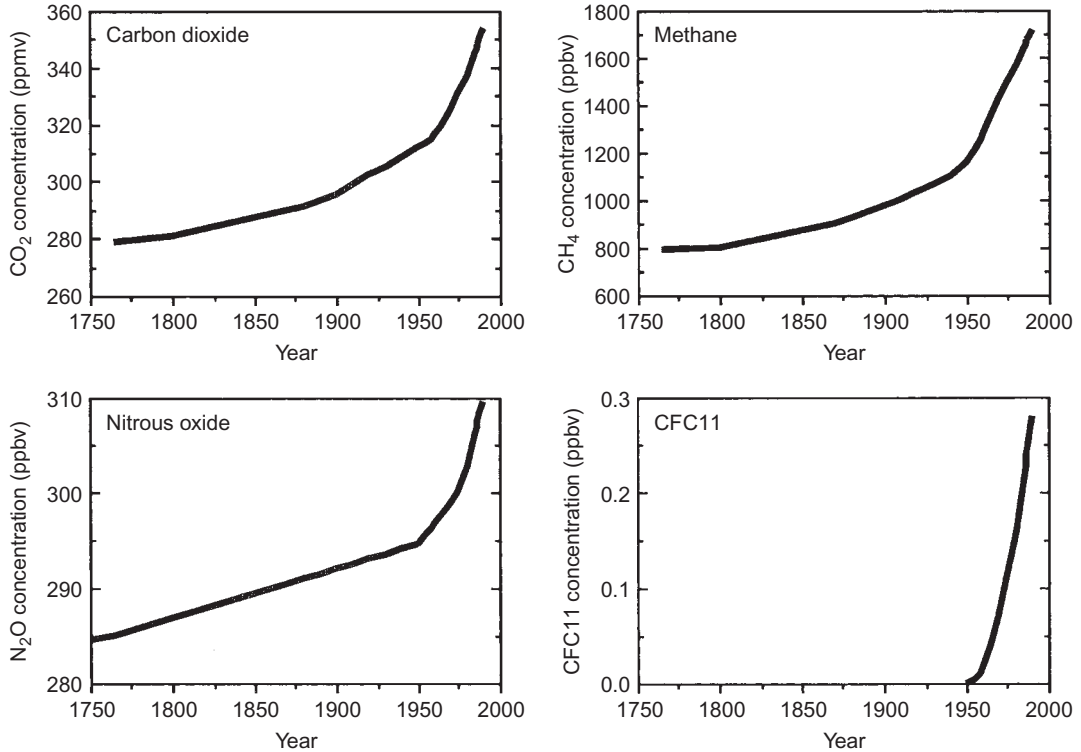 Carbon dioxide
CO₂ concentration (ppmv)
360
340
320
300
280
260
1750 1800 1850 1900 1950 2000
Year
Methane
CH₄ concentration (ppbv)
1800
1600
1400
1200
1000
800
600
1750 1800 1850 1900 1950 2000
Year
Nitrous oxide
N₂O concentration (ppbv)
310
300
290
280
1750 1800 1850 1900 1950 2000
Year
CFC11
CFC11 concentration (ppbv)
0.3
0.2
0.1
0.0
1750 1800 1850 1900 1950 2000
Year